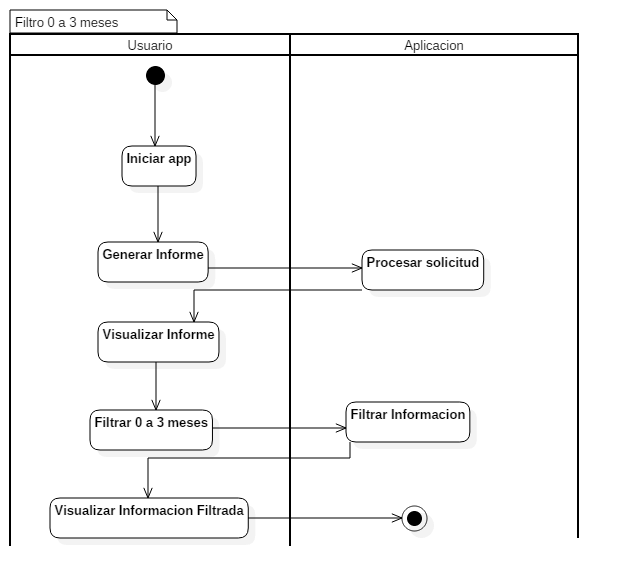 Filtro 0 a 3 meses
Usuario
Aplicacion
Iniciar app
Generar Informe
Procesar solicitud
Visualizar Informe
Filtrar 0 a 3 meses
Filtrar Informacion
Visualizar Informacion Filtrada